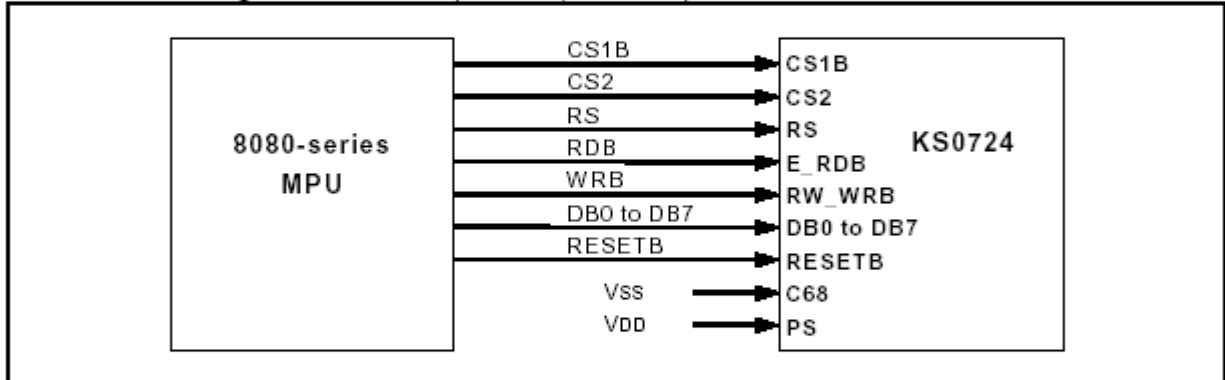 CS1B
CS1B
CS2
CS2
RS
RS
8080-series
MPU
KS0724
RDB
E_RDB
WRB
RW_WRB
DB0 to DB7
DB0 to DB7
RESETB
RESETB
VSS
C68
VDD
PS